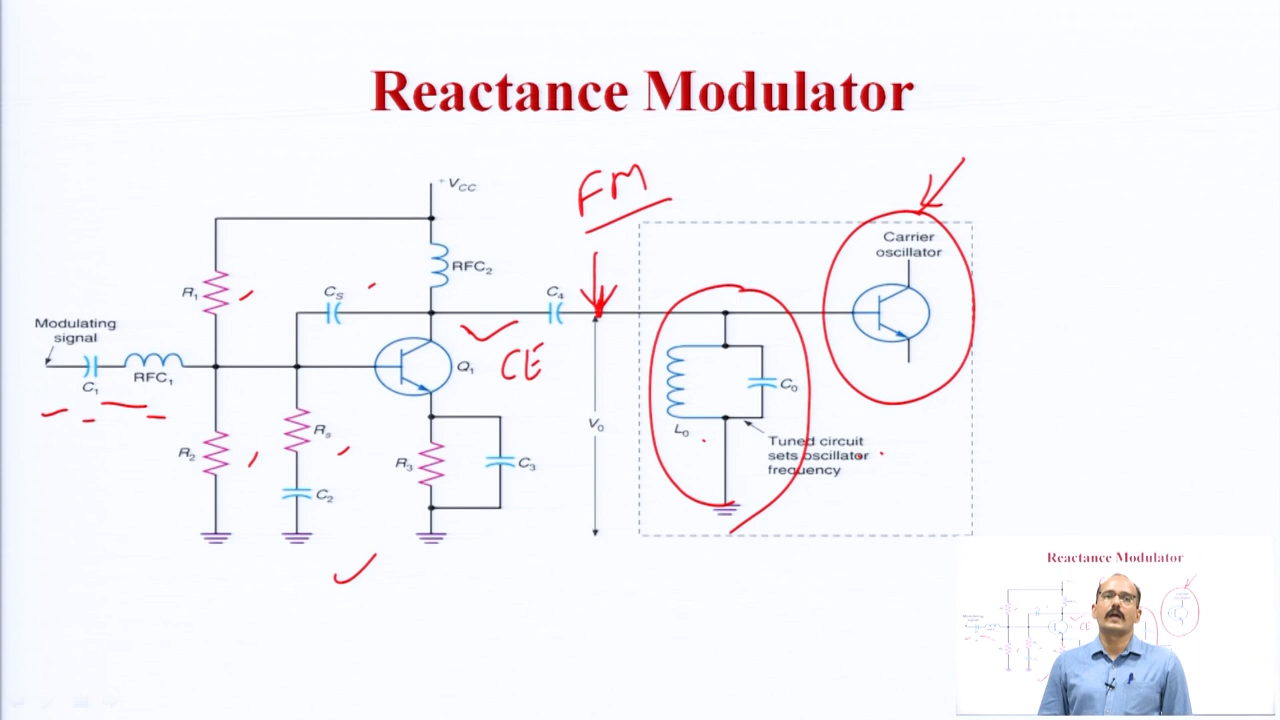 Reactance Modulator
+VCC
FM
Carrier
oscillator
RFC2
R1
CS
C4
Modulating
signal
C1
RFC1
Q1
CE
C0
L0
V0
R2
Rs
R3
C3
C2
Tuned circuit
sets oscillator
frequency
Reactance Modulator